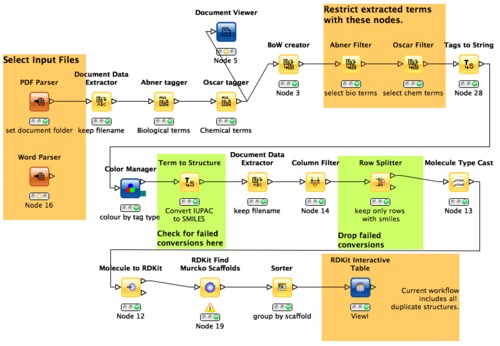 Document Viewer
Node 5
Restrict extracted terms
with these nodes.
Select Input Files
PDF Parser
set document folder
Document Data
Extractor
keep filename
Abner tagger
Biological terms
Oscar tagger
Chemical terms
BoW creator
Node 3
Abner Filter
select bio terms
Oscar Filter
select chem terms
Tags to String
Node 28
Word Parser
Node 16
Color Manager
colour by tag type
Term to Structure
Convert IUPAC
to SMILES
Check for failed
conversions here
Document Data
Extractor
keep filename
Column Filter
Node 14
Row Splitter
keep only rows
with smiles
Drop failed
conversions
Molecule Type Cast
Node 13
Molecule to RDKit
Node 12
RDKit Find
Murcko Scaffolds
Node 19
Sorter
group by scaffold
RDKit Interactive
Table
View!
Current workflow
includes all
duplicate structures.